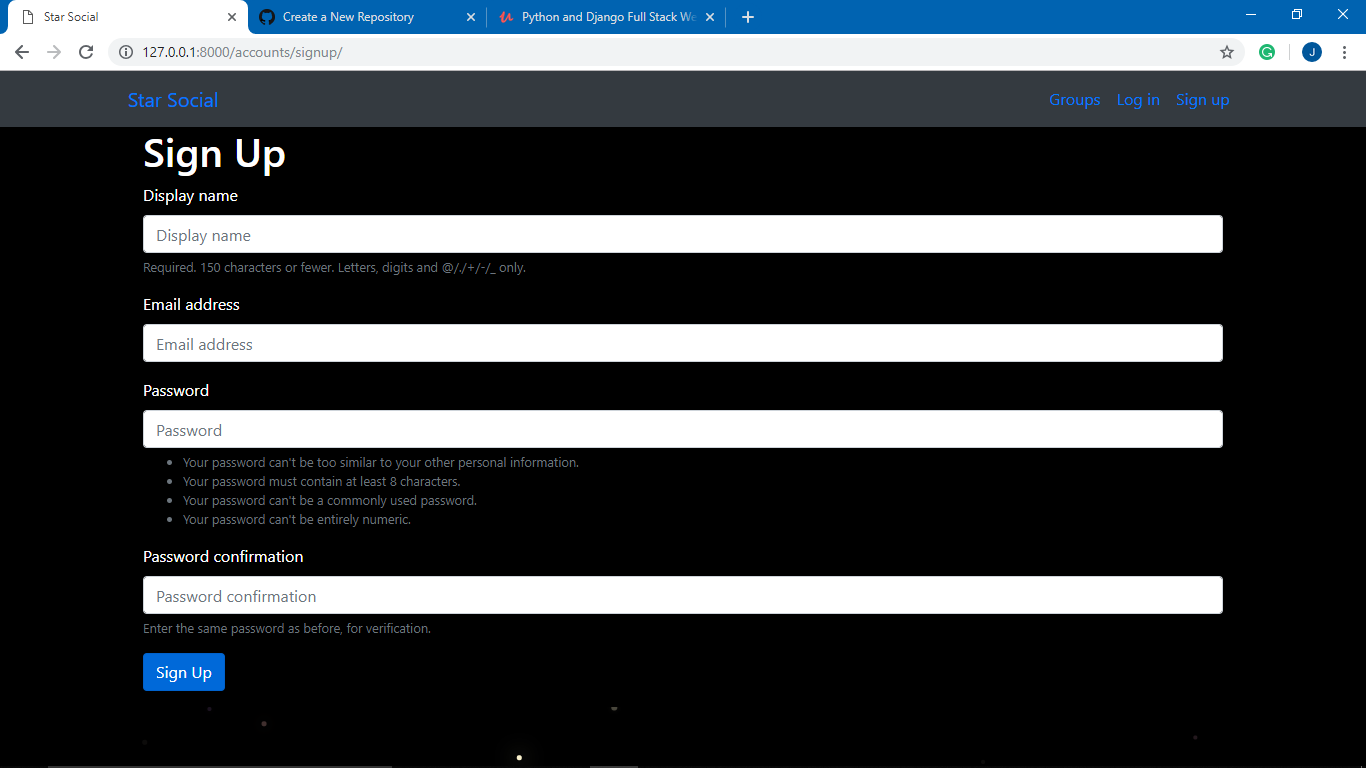 Star Social
Create a New Repository
Python and Django Full Stack We
127.0.0.1:8000/accounts/signup/
J
Star Social
Groups
Log in
Sign up
Sign Up
Display name
Display name
Required. 150 characters or fewer. Letters, digits and @/./+/-/_ only.
Email address
Email address
Password
Password
Your password can't be too similar to your other personal information.
Your password must contain at least 8 characters.
Your password can't be a commonly used password.
Your password can't be entirely numeric.
Password confirmation
Password confirmation
Enter the same password as before, for verification.
Sign Up